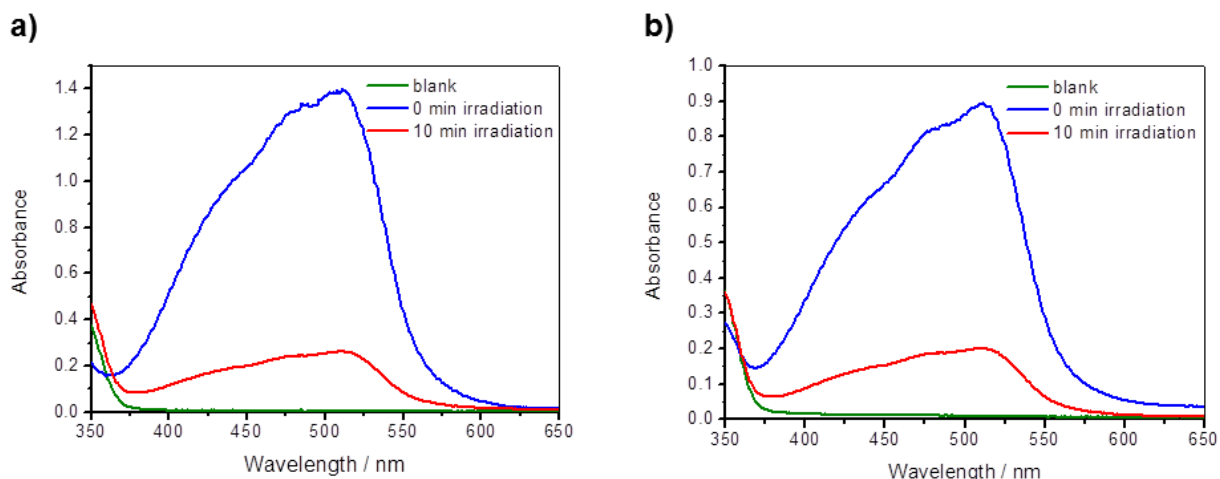 a)
1.4
1.2
1.0
0.8
0.6
0.4
0.2
0.0
Absorbance
blank
0 min irradiation
10 min irradiation
350 400 450 500 550 600 650
Wavelength / nm
b)
1.0
0.9
0.8
0.7
0.6
0.5
0.4
0.3
0.2
0.1
0.0
Absorbance
blank
0 min irradiation
10 min irradiation
350 400 450 500 550 600 650
Wavelength / nm